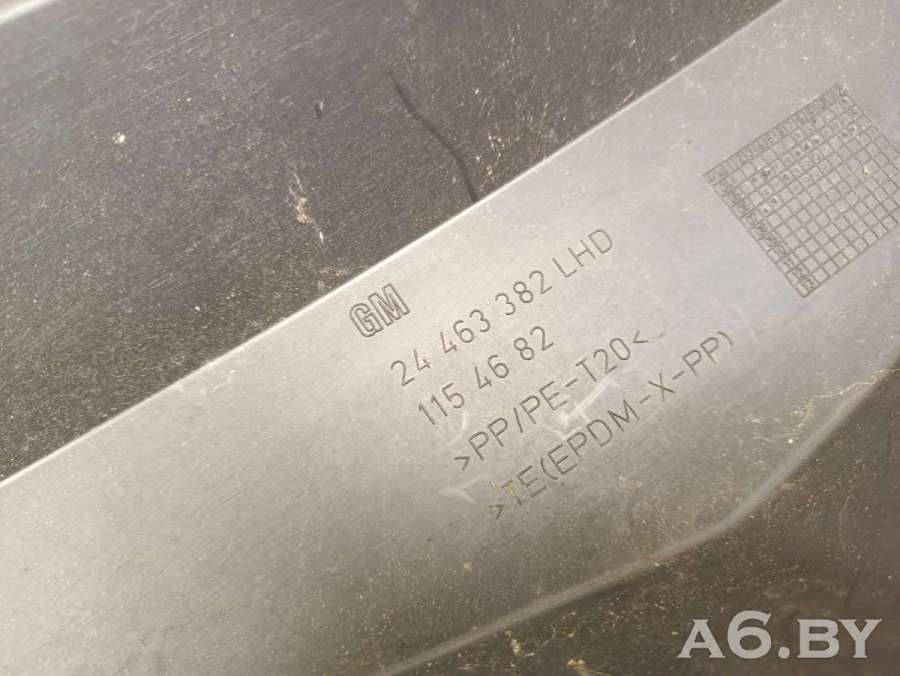 GM
24 463 382 LHD
115 46 82
>PP/PE-T20<
>TE(EPDM-X-PP)
A6.BY